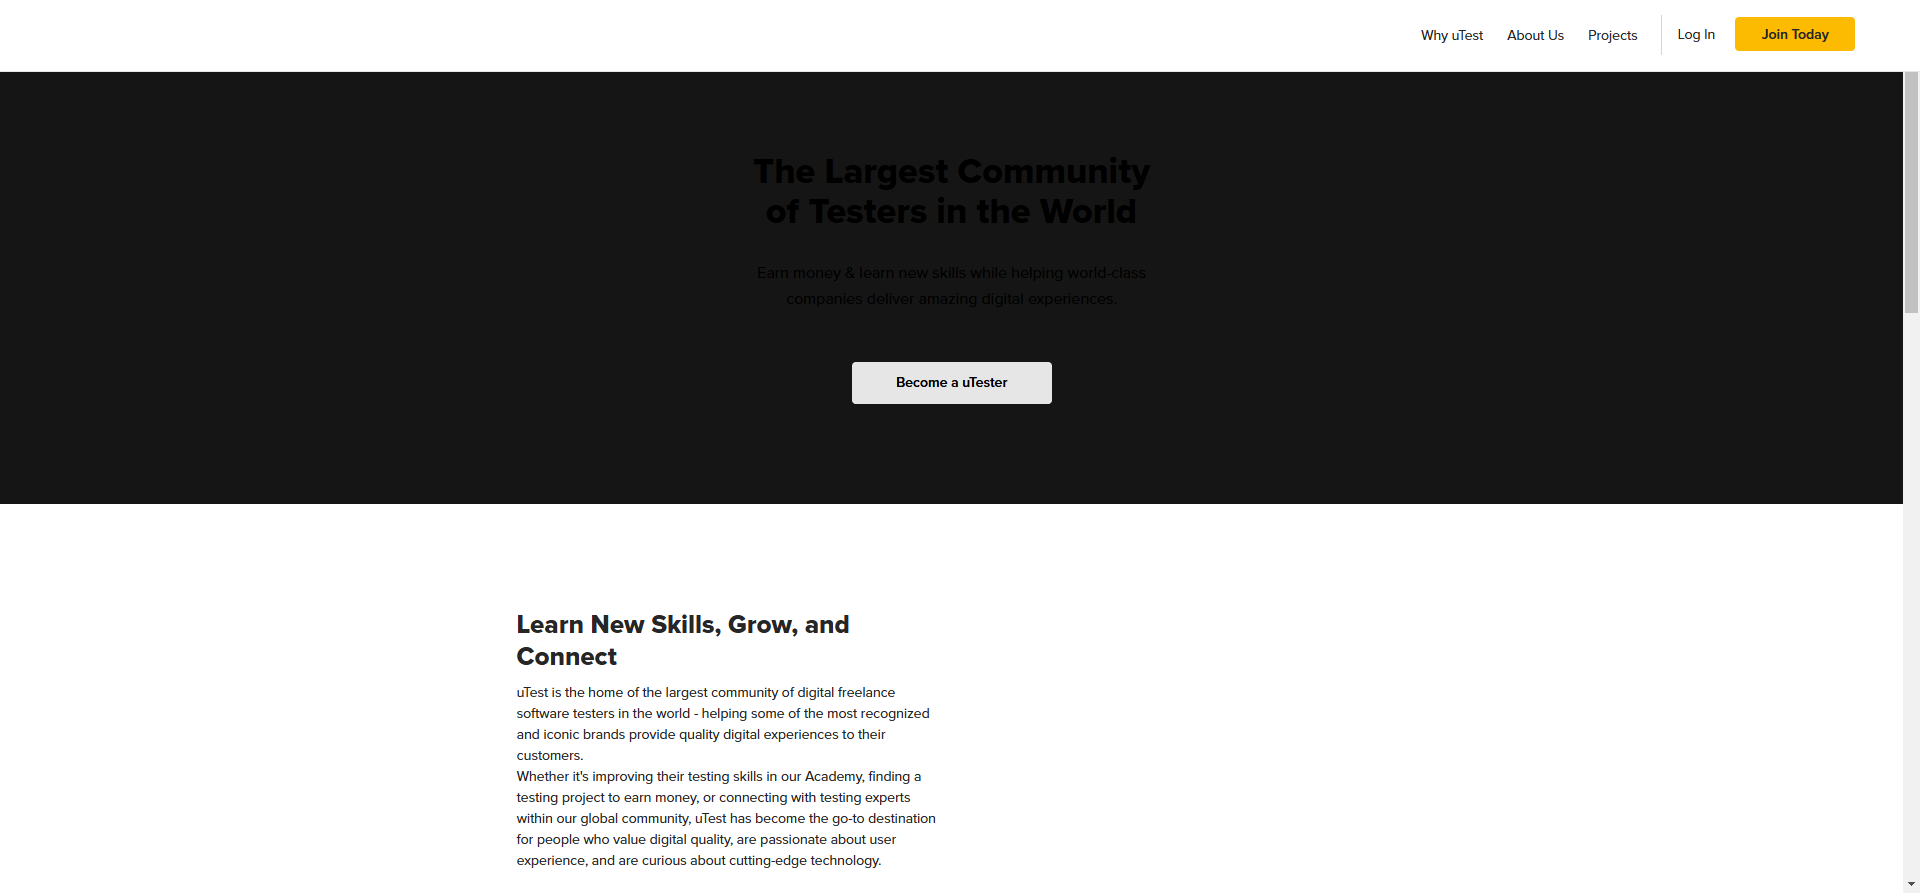 Why uTest
About Us
Projects
Log In
Join Today
The Largest Community
of Testers in the World
Earn money & learn new skills while helping world-class
companies deliver amazing digital experiences.
Become a uTester
Learn New Skills, Grow, and
Connect
uTest is the home of the largest community of digital freelance
software testers in the world - helping some of the most recognized
and iconic brands provide quality digital experiences to their
customers.
Whether it's improving their testing skills in our Academy, finding a
testing project to earn money, or connecting with testing experts
within our global community, uTest has become the go-to destination
for people who value digital quality, are passionate about user
experience, and are curious about cutting-edge technology.